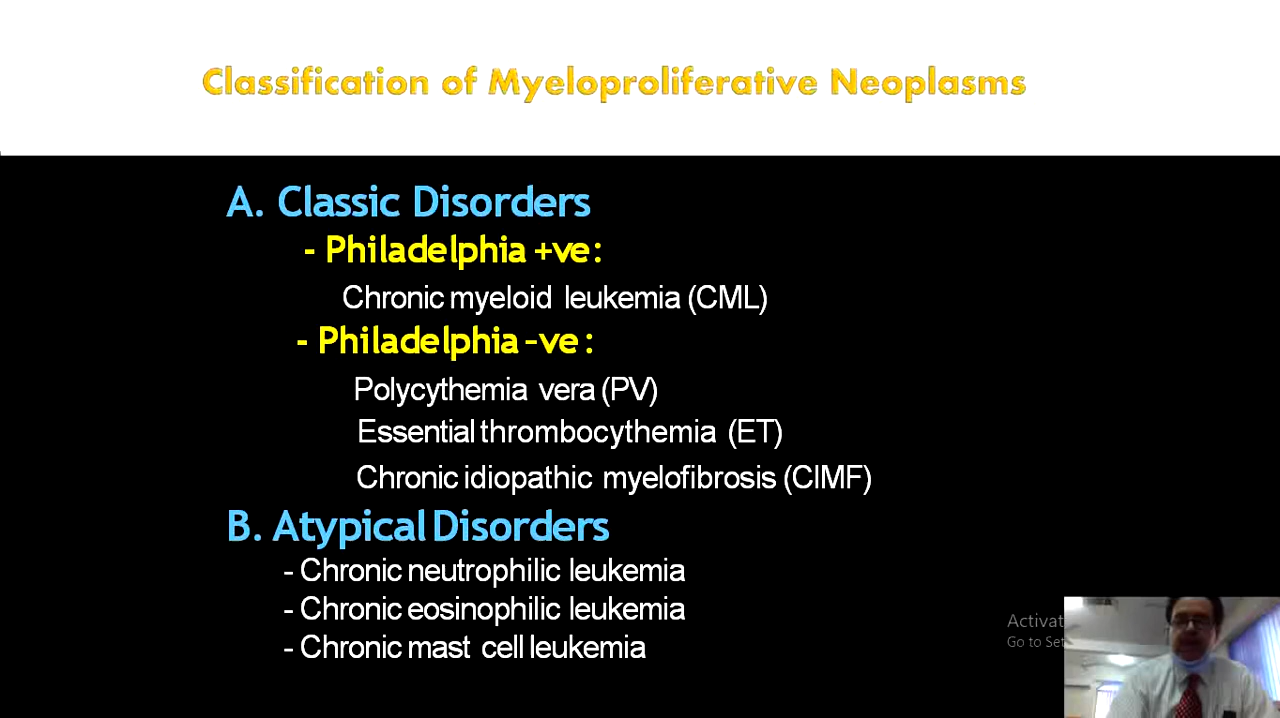 Classification of Myeloproliferative Neoplasms
A. Classic Disorders
- Philadelphia +ve:
Chronic myeloid leukemia (CML)
- Philadelphia –ve:
Polycythemia vera (PV)
Essential thrombocythemia (ET)
Chronic idiopathic myelofibrosis (CIMF)
B. Atypical Disorders
- Chronic neutrophilic leukemia
- Chronic eosinophilic leukemia
- Chronic mast cell leukemia
Activat
Go to Set